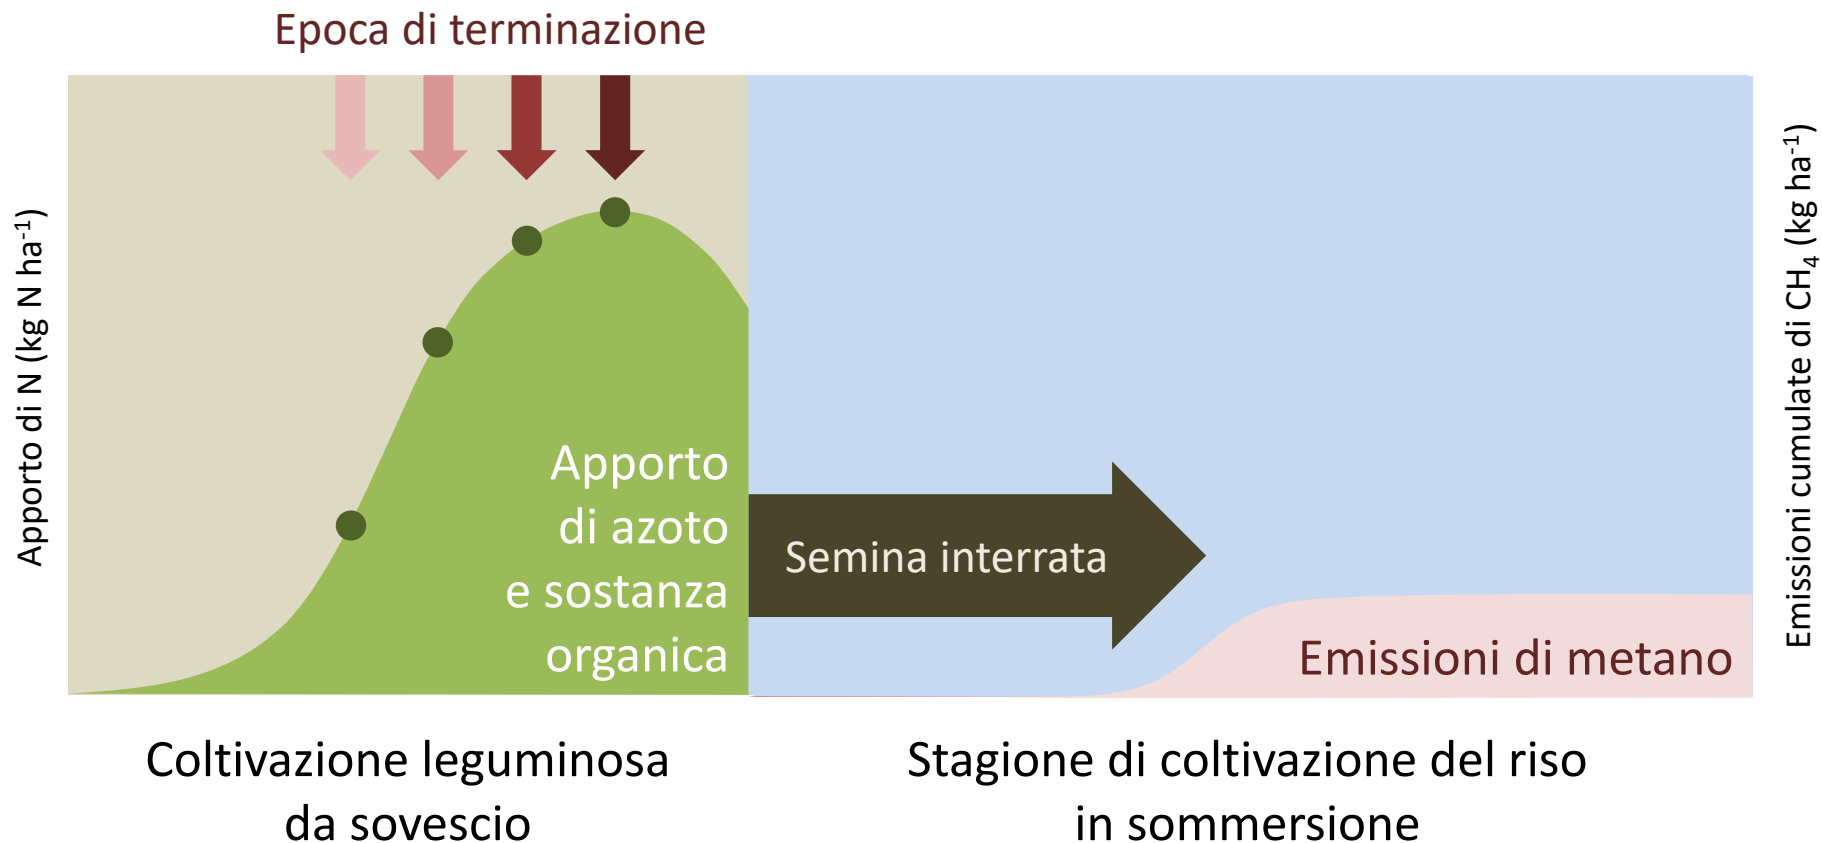 Epoca di terminazione
Apporto di N (kg N ha-1)
Apporto
di azoto
e sostanza
organica
Semina interrata
Emissioni di metano
Emissioni cumulate di CH4 (kg ha-1)
Coltivazione leguminosa
da sovescio
Stagione di coltivazione del riso
in sommersione